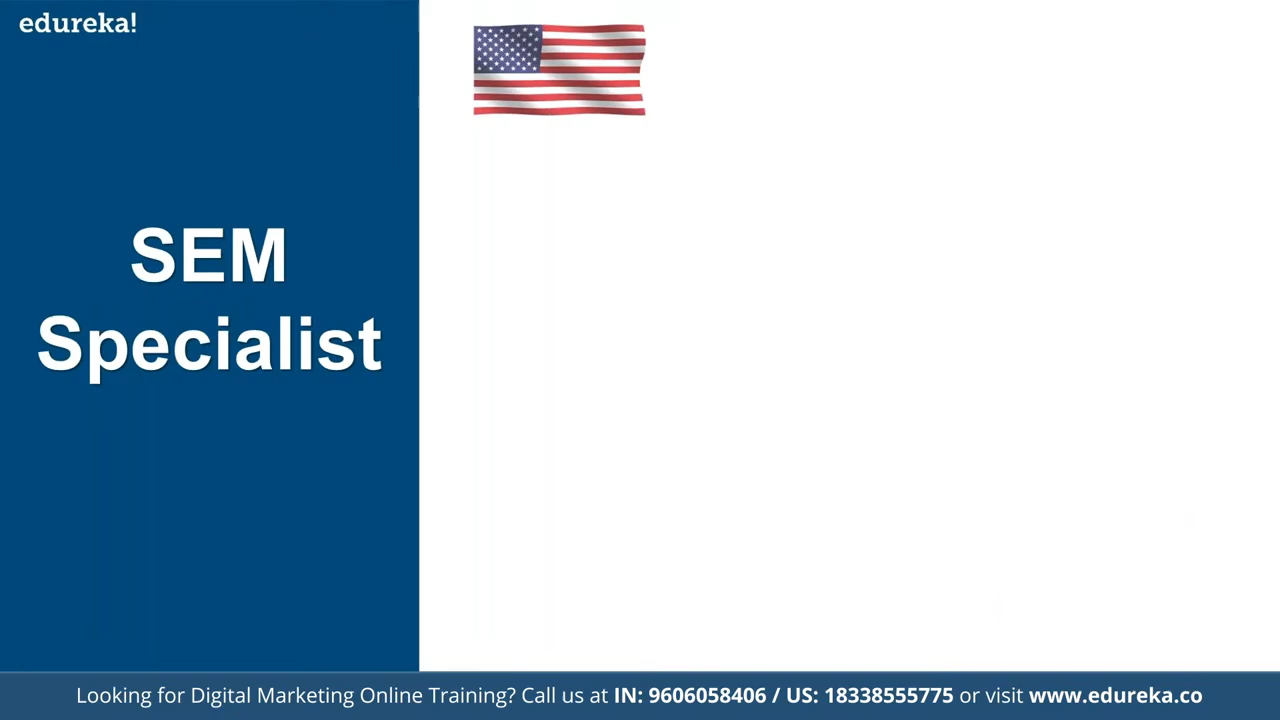 edureka!
SEM
Specialist
Looking for Digital Marketing Online Training? Call us at IN: 9606058406 / US: 18338555775 or visit www.edureka.co